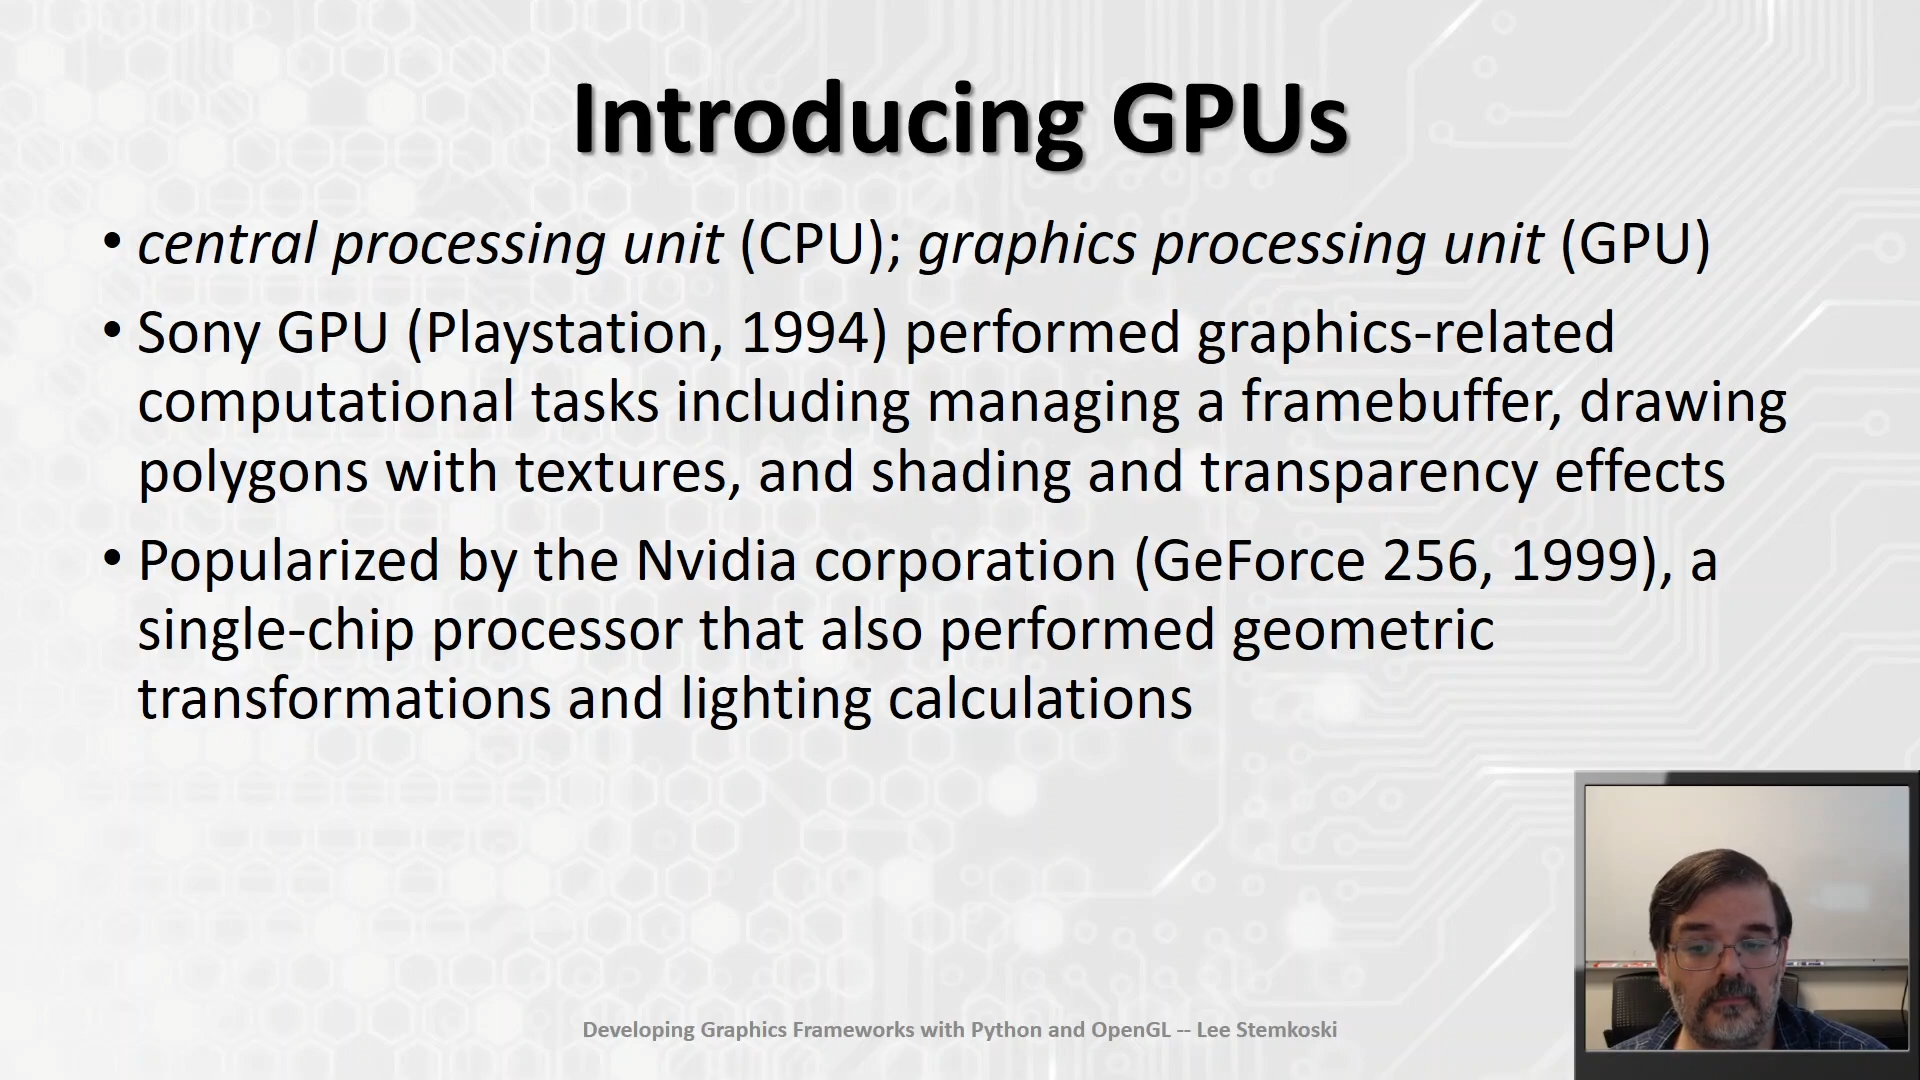 Introducing GPUs
• central processing unit (CPU); graphics processing unit (GPU)
• Sony GPU (Playstation, 1994) performed graphics-related
computational tasks including managing a framebuffer, drawing
polygons with textures, and shading and transparency effects
• Popularized by the Nvidia corporation (GeForce 256, 1999), a
single-chip processor that also performed geometric
transformations and lighting calculations
Developing Graphics Frameworks with Python and OpenGL -- Lee Stemkoski